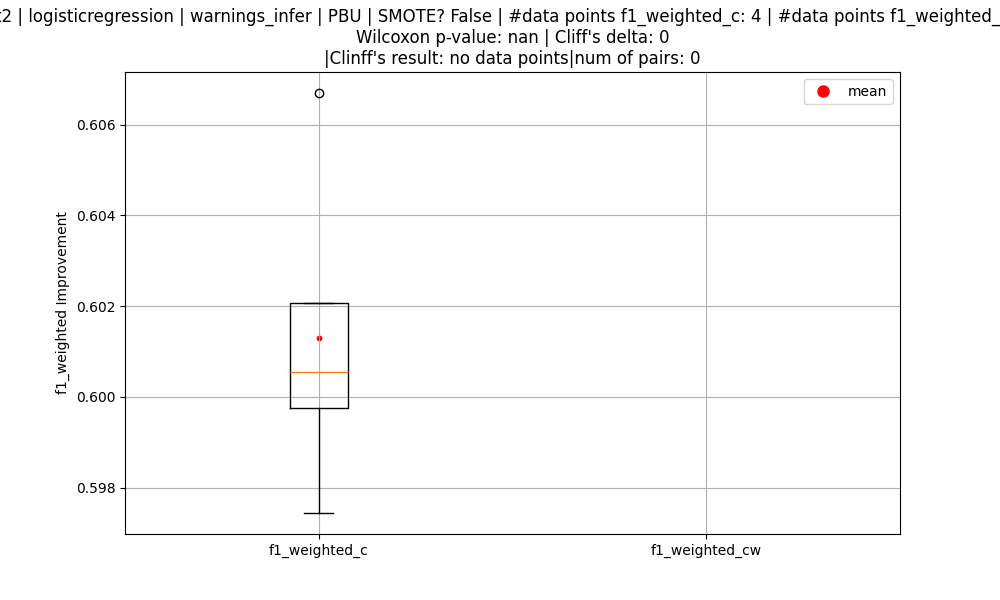 2 | logisticregression | warnings_infer | PBU | SMOTE? False | #data points f1_weighted_c: 4 | #data points f1_weighted_
Wilcoxon p-value: nan | Cliff's delta: 0
|Clinff's result: no data points|num of pairs: 0
mean
0.606
0.604
0.602
0.600
0.598
f1_weighted Improvement
f1_weighted_c
f1_weighted_cw